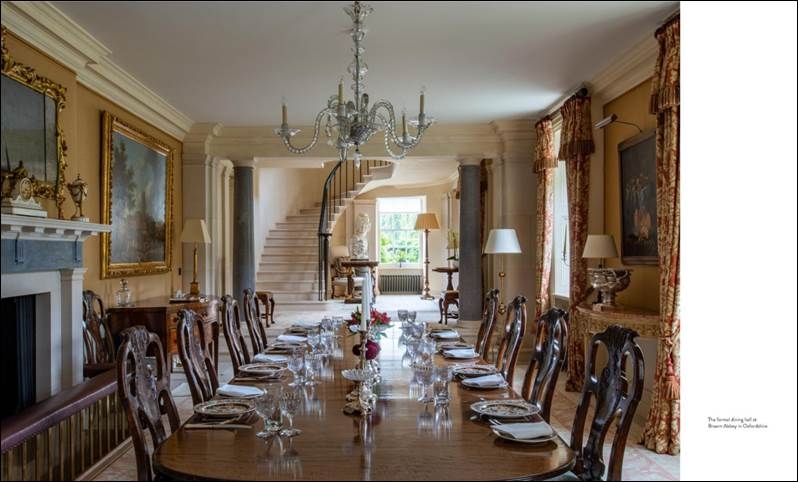 The formal dining hall at
Bruern Abbey in Oxfordshire.